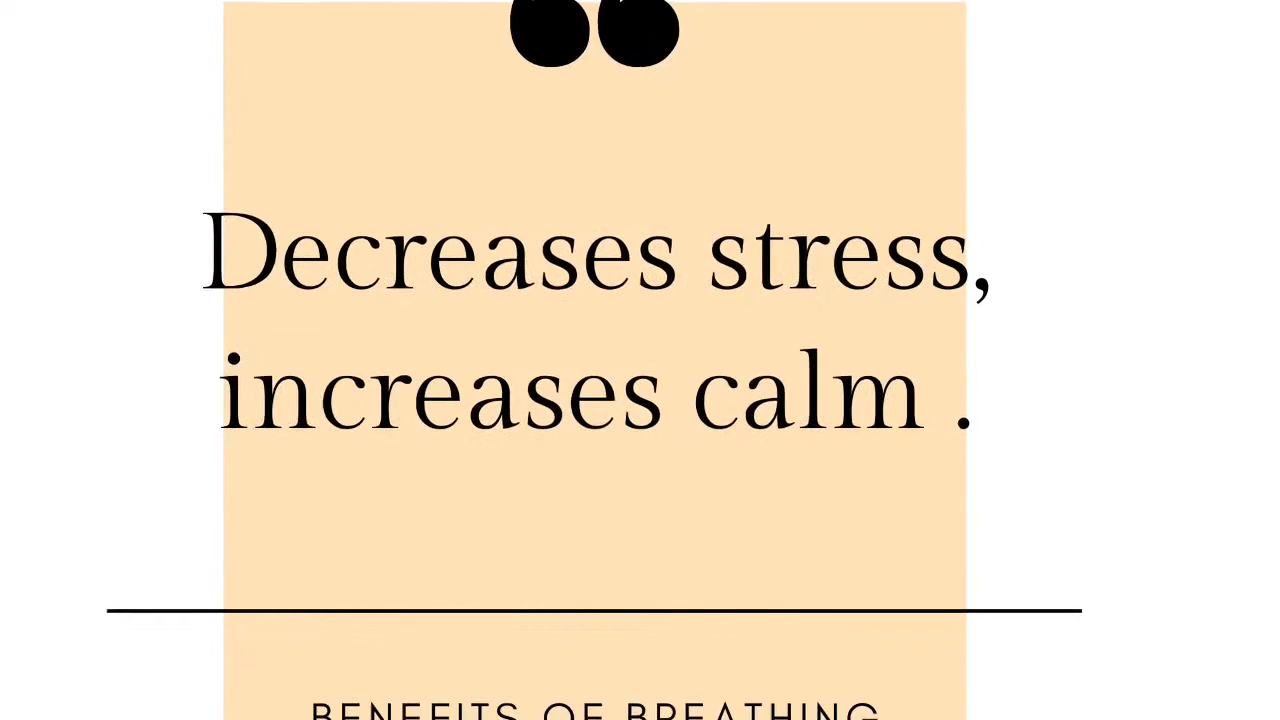 Decreases stress,
increases calm .
BENEFITS OF BREATHING